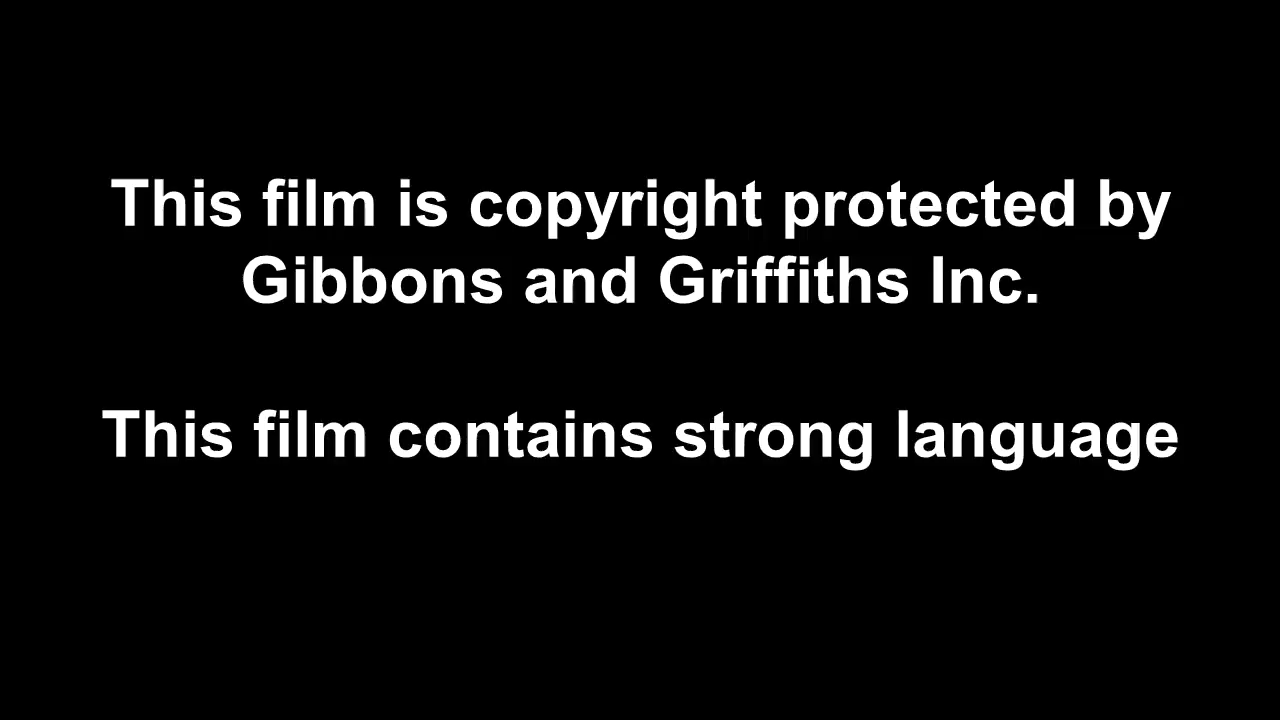 This film is copyright protected by
Gibbons and Griffiths Inc.
This film contains strong language